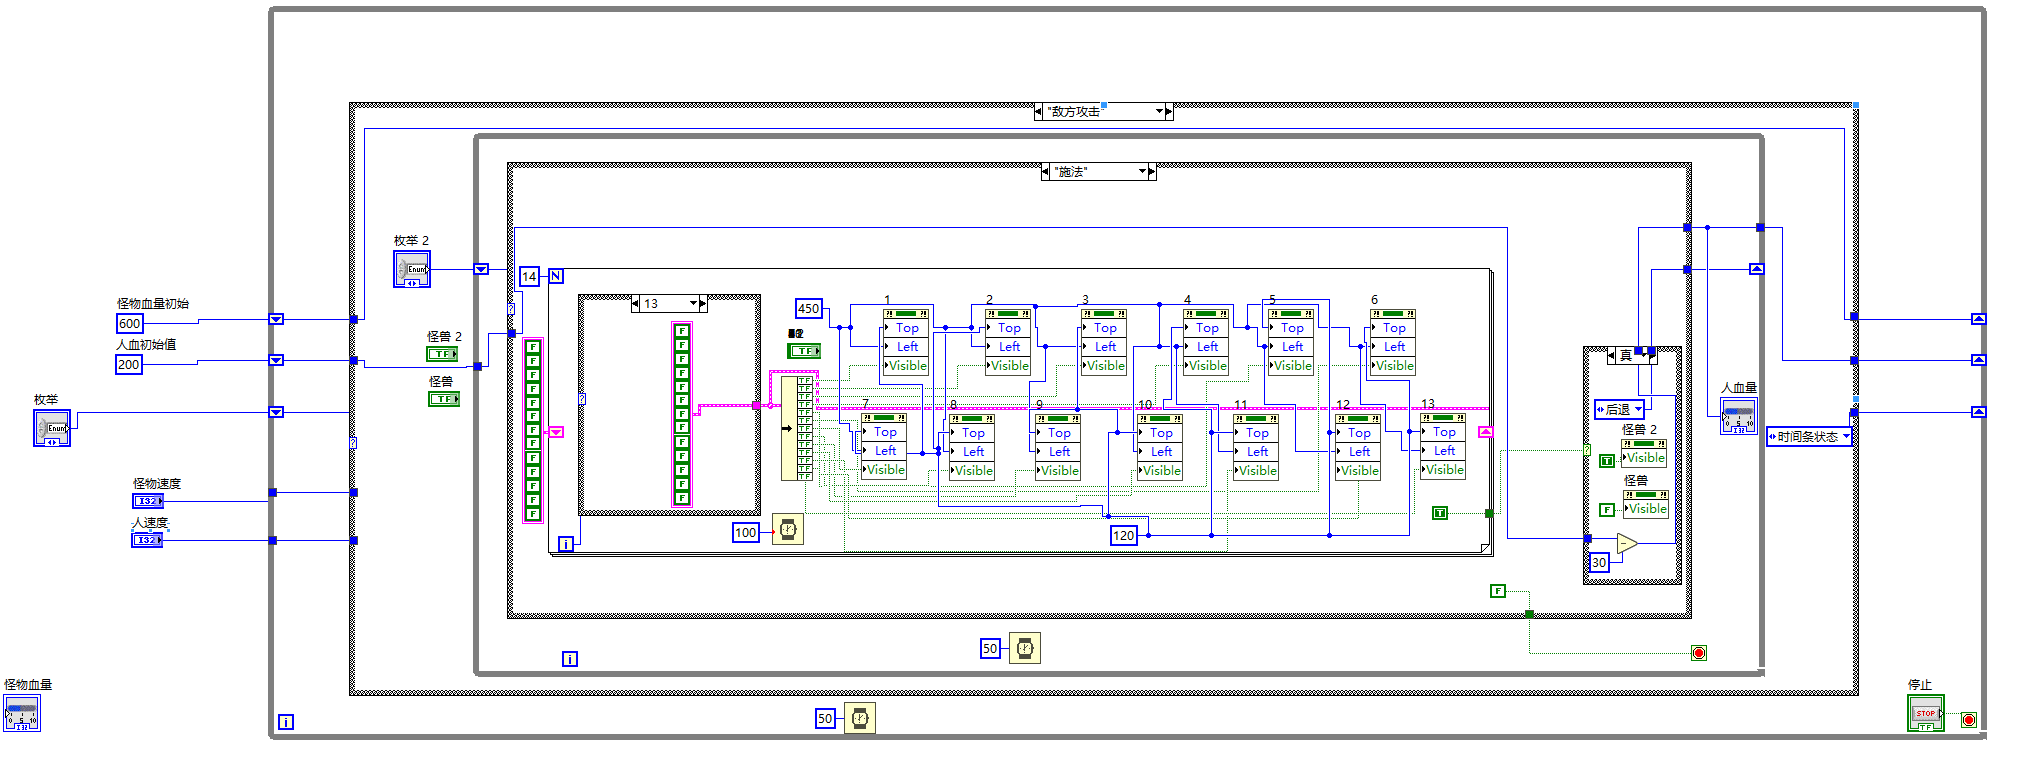 "敌方攻击"
"施法"
枚举 2
Enum
14
N
怪物血量初始
600
人血初始值
200
怪兽 2
TF
怪兽
TF
枚举
Enum
怪物速度
I32
人速度
I32
13
450
TF
1
Top
Left
Visible
2
Top
Left
Visible
3
Top
Left
Visible
4
Top
Left
Visible
5
Top
Left
Visible
6
Top
Left
Visible
7
Top
Left
Visible
8
Top
Left
Visible
9
Top
Left
Visible
10
Top
Left
Visible
11
Top
Left
Visible
12
Top
Left
Visible
13
Top
Left
Visible
100
120
i
T
真
后退
怪兽 2
T
Visible
怪兽
F
Visible
30
人血量
时间条状态
F
50
i
50
i
怪物血量
0 5 10
I32
停止
STOP
TF